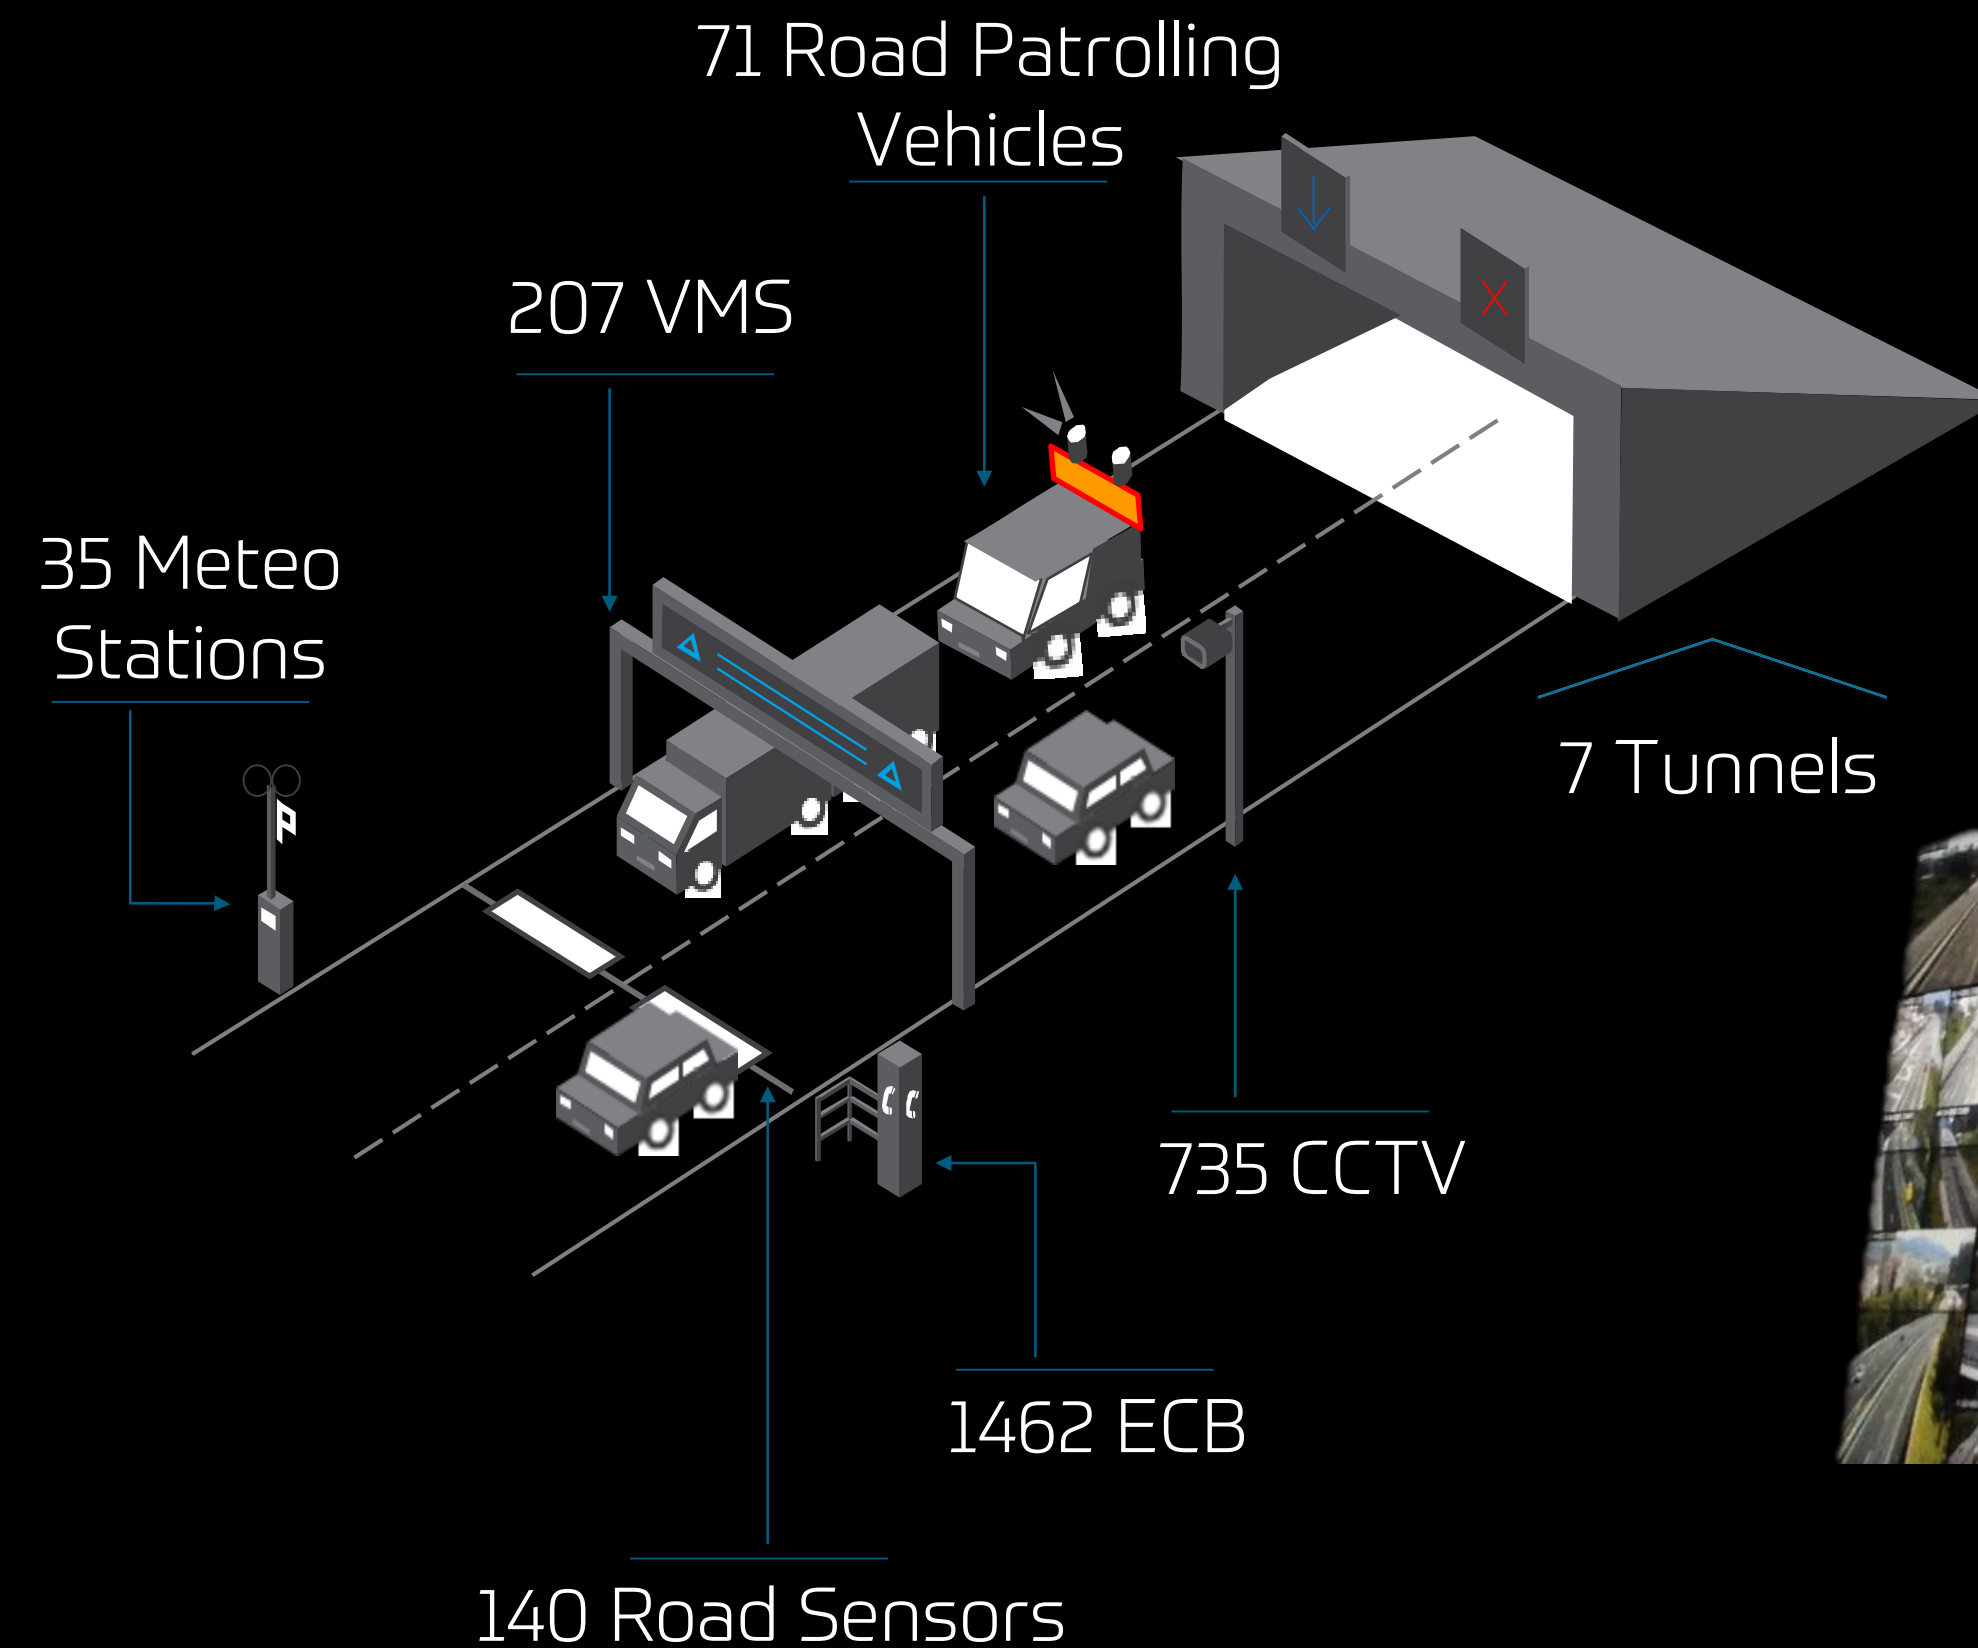 71 Road Patrolling
Vehicles
207 VMS
35 Meteo
Stations
7 Tunnels
735 CCTV
1462 ECB
140 Road Sensors